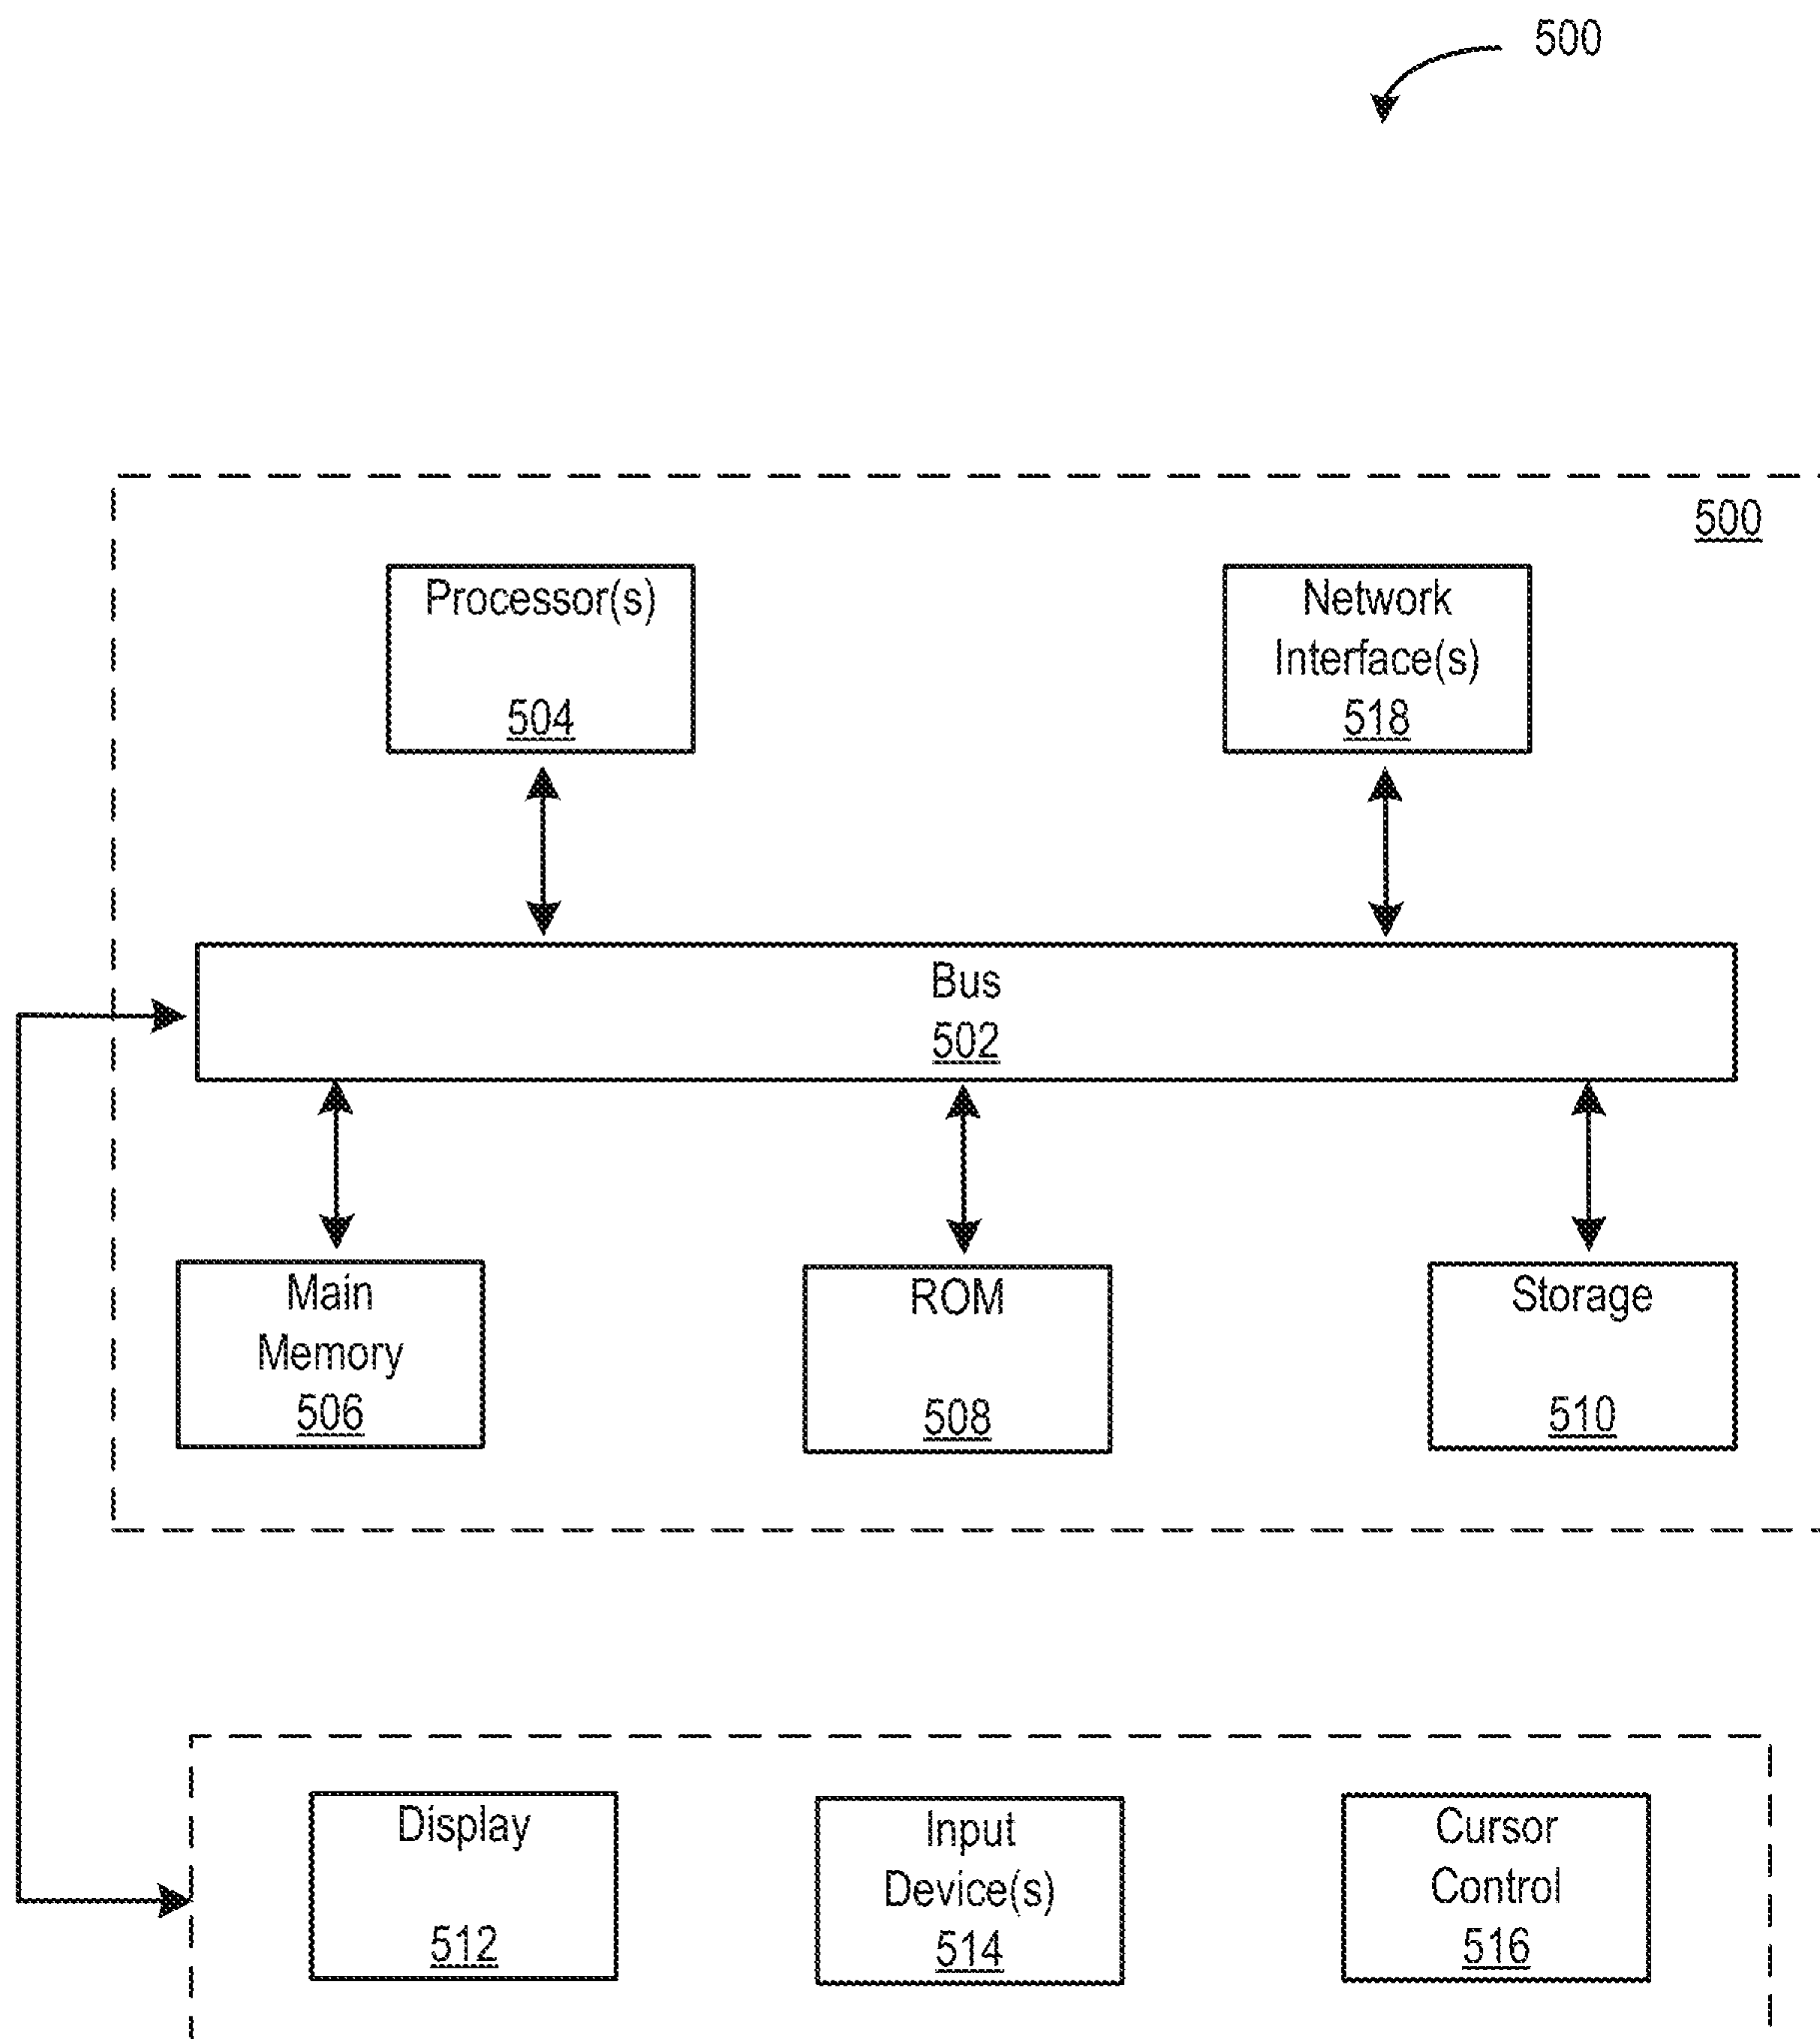 500
500
Processor(s)
504
Network
Interface(s)
518
Bus
502
Main
Memory
506
ROM
508
Storage
510
Display
512
Input
Device(s)
514
Cursor
Control
516